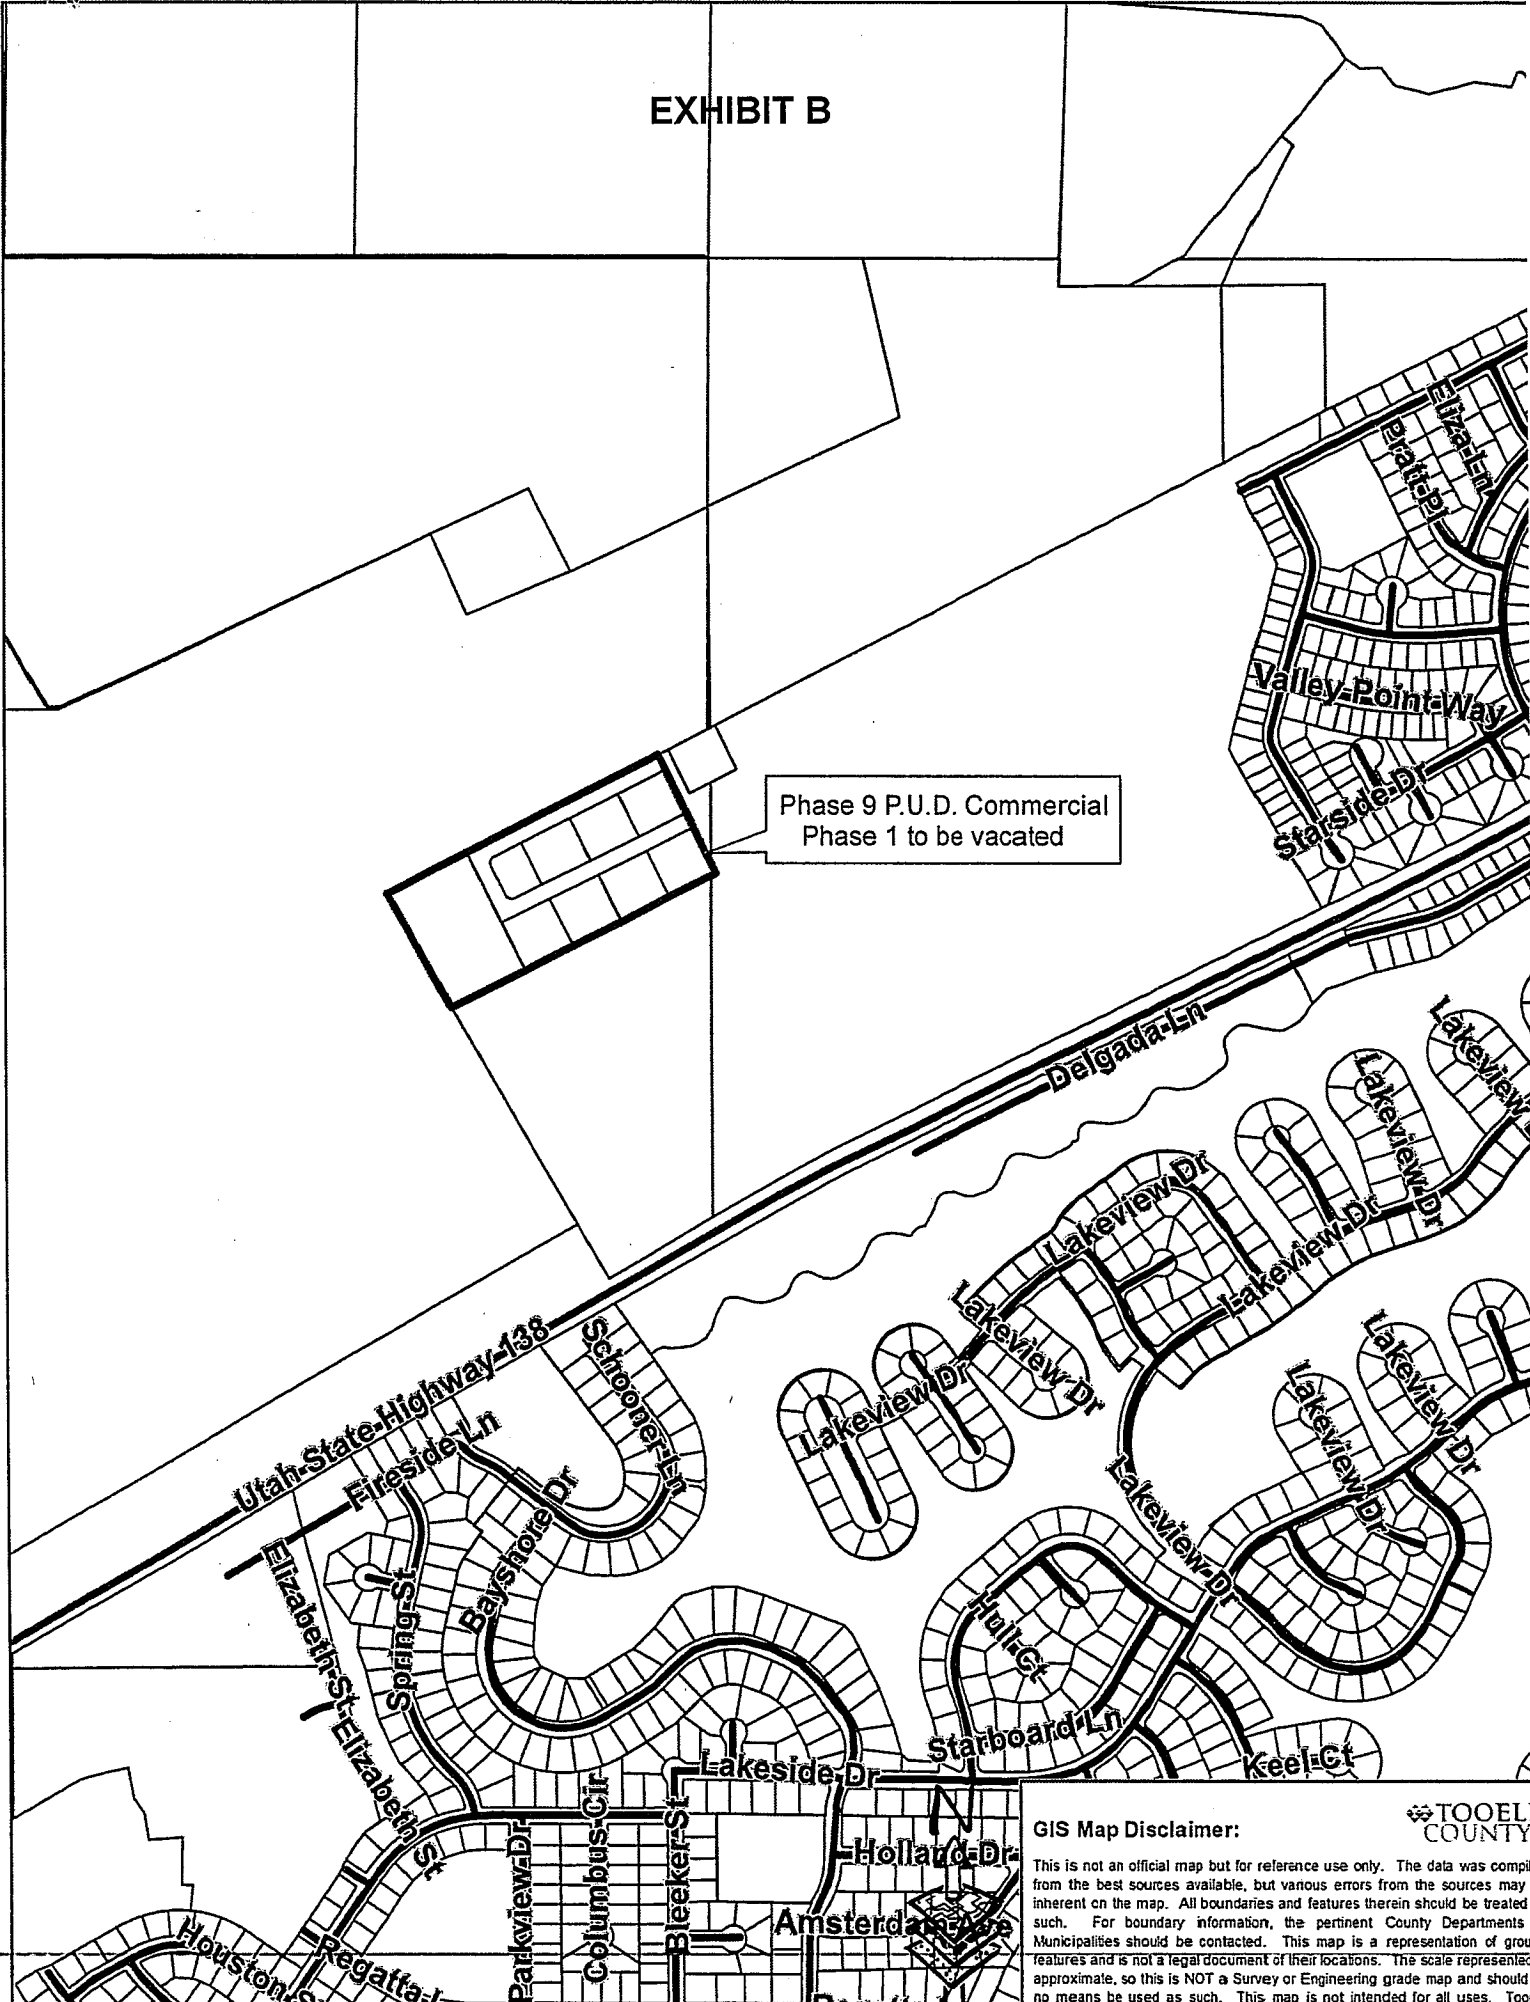 EXHIBIT B
Eliza-Ln
Pratt-Pl
Valley-Point-Way
Starside-Dr
Phase 9 P.U.D. Commercial
Phase 1 to be vacated
Delgada-Ln
Lakeview
Lakeview-Dr
Lakeview-Dr
Lakeview-Dr
Lakeview-Dr
Lakeview-Dr
Lakeview-Dr
Lakeview-Dr
Lakeview-Dr
Lakeview-Dr
Schooner-Ln
Utah-State-Highway-138
Fireside-Ln
Bayshore-Dr
Elizabeth-St
Spring-St
Elizabeth-St
Hull-Ct
Starboard-Ln
Keel-Ct
Lakeside-Dr
Columbus-Cir
Parkview-Dr
Bleeker-St
Holland-Dr
Amsterdam-Ave
Houston-S
Regatta-L
N
TOOEL
COUNTY
GIS Map Disclaimer:
This is not an official map but for reference use only. The data was compil
from the best sources available, but various errors from the sources may
inherent on the map. All boundaries and features therein should be treated
such. For boundary information, the pertinent County Departments
Municipalities should be contacted. This map is a representation of grou
features and is not a legal document of their locations. The scale represented
approximate, so this is NOT a Survey or Engineering grade map and should
no means be used as such. This map is not intended for all uses. Too